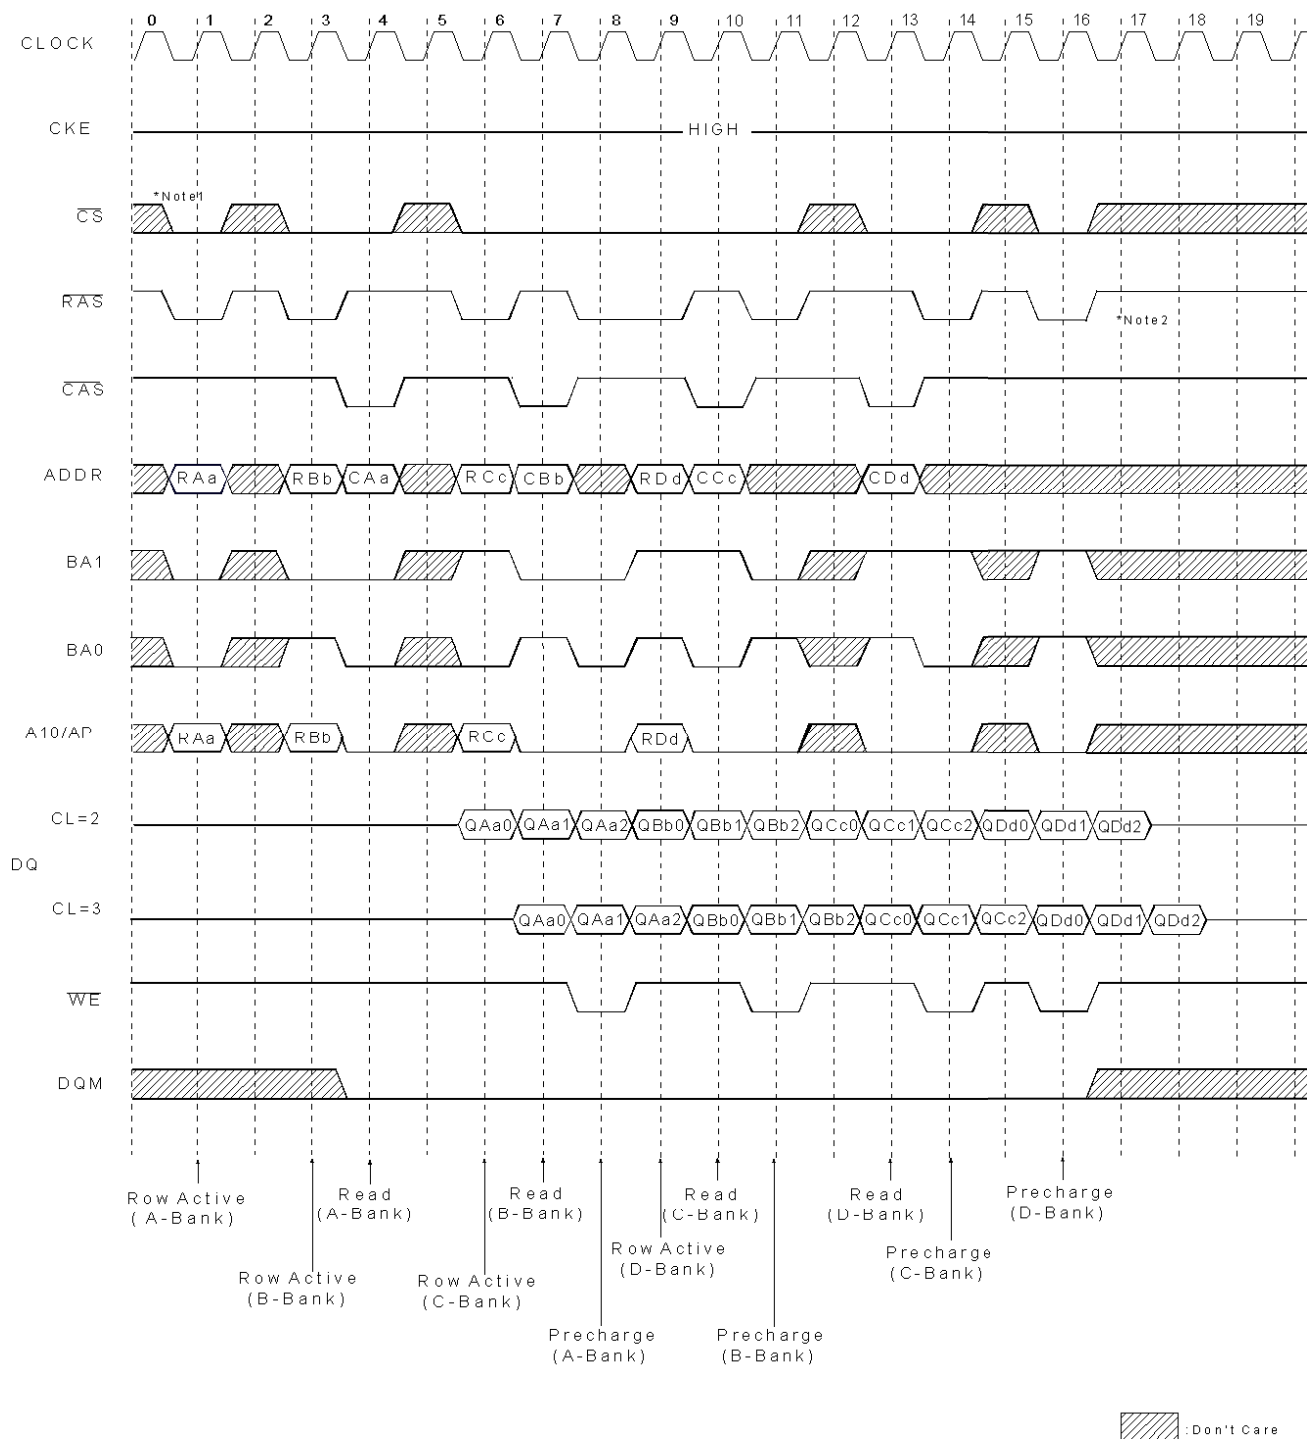 0 1 2 3 4 5 6 7 8 9 10 11 12 13 14 15 16 17 18 19
CLOCK
CKE HIGH
*Note1
CS
RAS
*Note2
CAS
ADDR RAa RBb CAa RCc CBb RDd CCc CDd
BA1
BA0
A10/AP RAa RBb RCc RDd
CL=2 QAa0 QAa1 QAa2 QBb0 QBb1 QBb2 QCc0 QCc1 QCc2 QDd0 QDd1 QDd2
DQ
CL=3 QAa0 QAa1 QAa2 QBb0 QBb1 QBb2 QCc0 QCc1 QCc2 QDd0 QDd1 QDd2
WE
DQM
Row Active
(A-Bank)
Read
(A-Bank)
Read
(B-Bank)
Read
(C-Bank)
Read
(D-Bank)
Precharge
(D-Bank)
Row Active
(D-Bank)
Precharge
(C-Bank)
Row Active
(B-Bank)
Row Active
(C-Bank)
Precharge
(A-Bank)
Precharge
(B-Bank)
:Don't Care